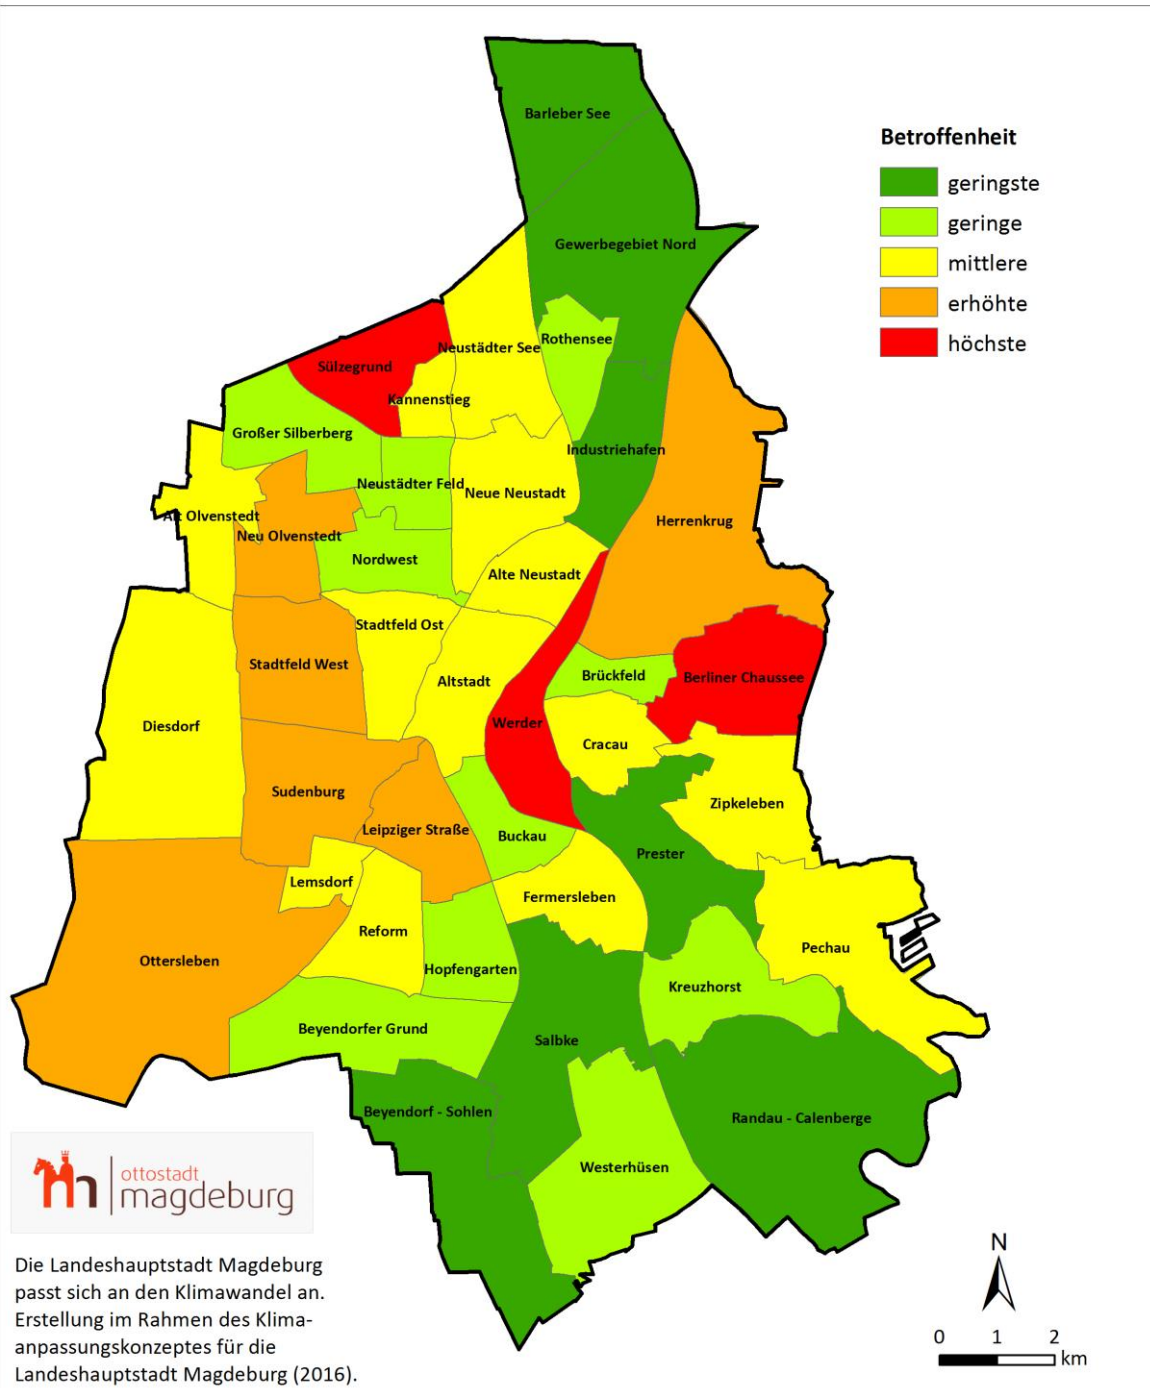 Barleber See
Betroffenheit
geringste
geringe
mittlere
erhöhte
höchste
Gewerbegebiet Nord
Rothensee
Neustädter See
Sülzegrund
Kannenstieg
Großer Silberberg
Industriehafen
Neustädter Feld
Neue Neustadt
Alt Olvenstedt
Herrenkrug
Neu Olvenstedt
Nordwest
Alte Neustadt
Stadtfeld Ost
Stadtfeld West
Altstadt
Brückfeld
Berliner Chaussee
Diesdorf
Werder
Cracau
Sudenburg
Zipkeleben
Leipziger Straße
Buckau
Prester
Lemsdorf
Fermersleben
Reform
Pechau
Ottersleben
Hopfengarten
Kreuzhorst
Beyendorfer Grund
Salbke
Beyendorf - Sohlen
Randau - Calenberge
Westerhüsen
ottostadt
magdeburg
Die Landeshauptstadt Magdeburg
passt sich an den Klimawandel an.
Erstellung im Rahmen des Klima-
anpassungskonzeptes für die
Landeshauptstadt Magdeburg (2016).
N
0 1 2
km